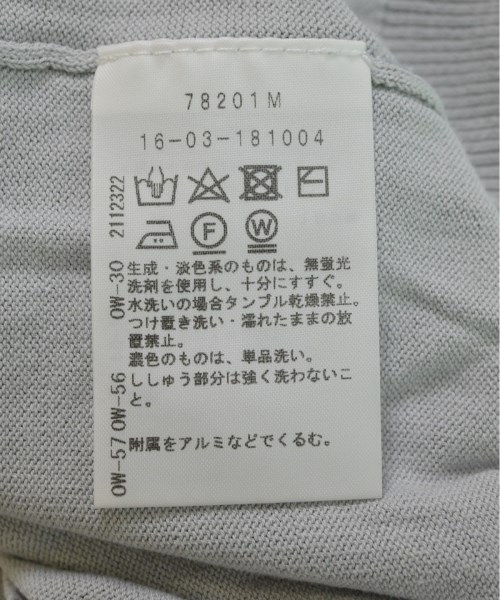 78201M
16-03-181004
F
W
生成・淡色系のものは、無蛍光
洗剤を使用し、十分にすすぐ。
水洗いの場合タンブル乾燥禁止。
つけ置き洗い・濡れたままの放
置禁止。
濃色のものは、単品洗い。
ししゅう部分は強く洗わないこ
と。
附属をアルミなどでくるむ。
OW-57 OW-56 OW-30 2112322